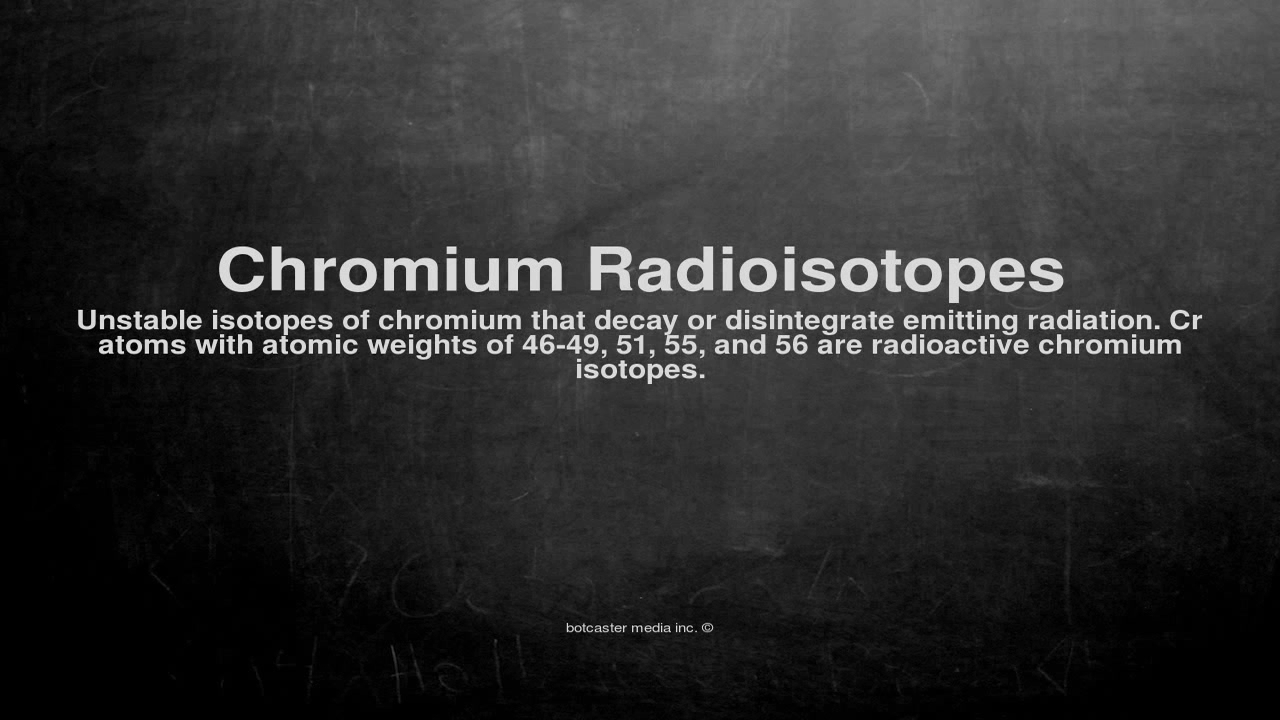 Chromium Radioisotopes
Unstable isotopes of chromium that decay or disintegrate emitting radiation. Cr
atoms with atomic weights of 46-49, 51, 55, and 56 are radioactive chromium
isotopes.
botcaster media inc. ©